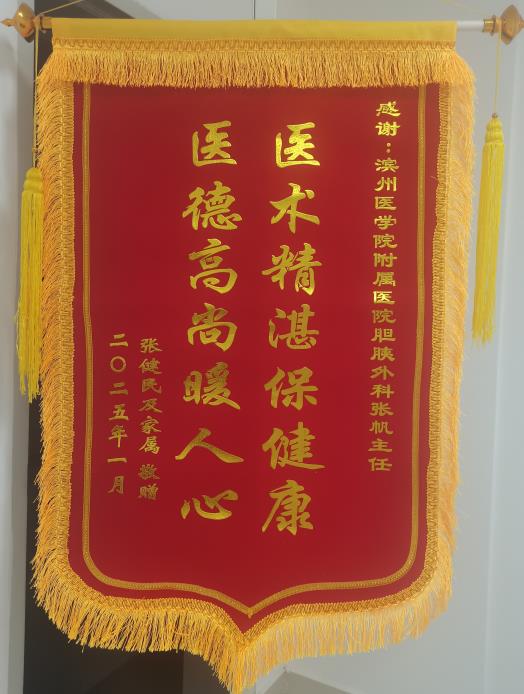 感谢：滨州医学院附属医院胆胰外科张帆主任
医术精湛保健康
医德高尚暖人心
张健民及家属 敬赠
二〇二五年一月